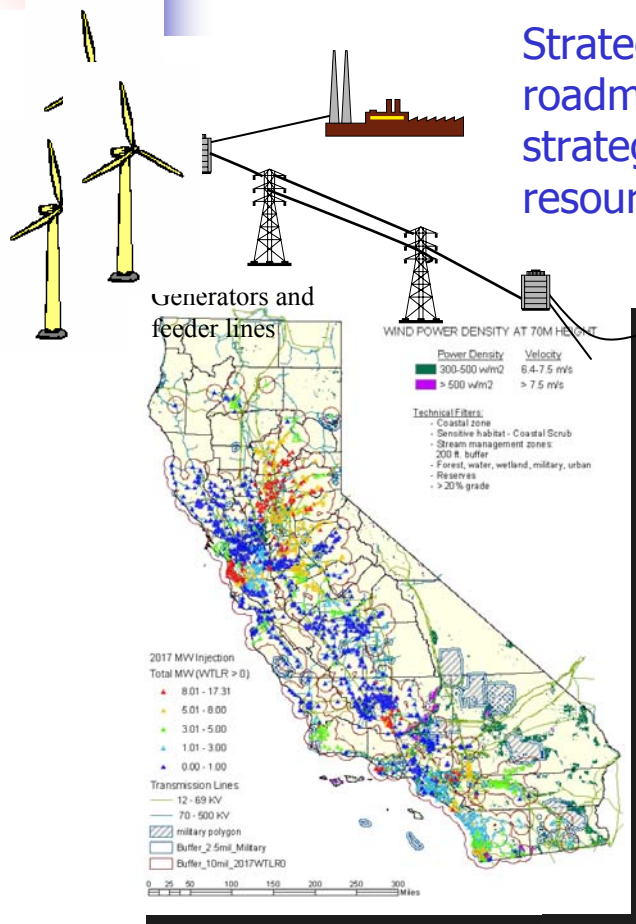 Strate
roadm
strateg
resour
Generators and
feeder lines
WIND POWER DENSITY AT 70M HEIGHT
Power Density Velocity
300-500 w/m2 6.4-7.5 m/s
> 500 w/m2 > 7.5 m/s
Technical Filters:
- Coastal zone
- Sensitive habitat - Coastal Scrub
- Stream management zones:
200 ft. buffer
- Forest, water, wetland, military, urban
- Reserves
- > 20% grade
2017 MW Injection
Total MW (WTLR > 0)
8.01 - 17.31
5.01 - 8.00
3.01 - 5.00
1.01 - 3.00
0.00 - 1.00
Transmission Lines
12 - 69 KV
70 - 500 KV
military polygon
Buffer_2.5mil_Military
Buffer_10mil_2017WTLR0
0 25 50 100 150 200 250 300
Miles